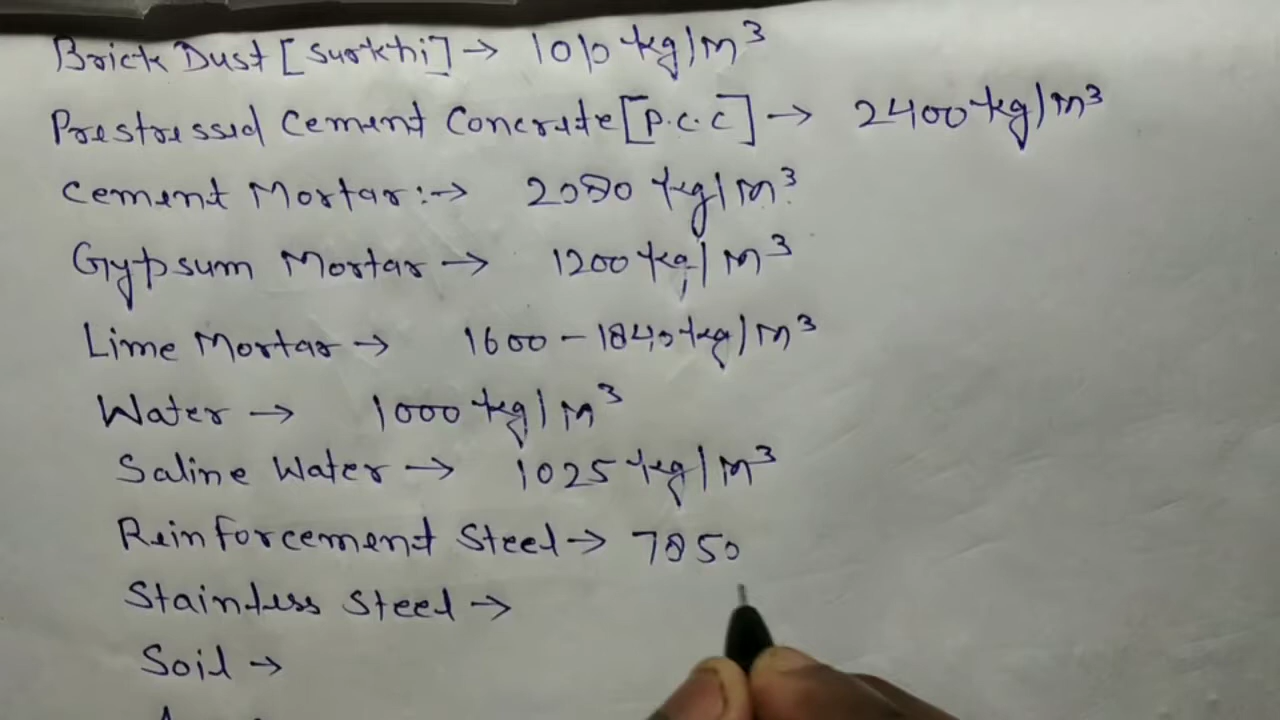 Brick Dust [Surkhi] → 1010 kg/m³
Prestressed Cement Concrete [P.C.C] → 2400 kg/m³
Cement Mortar:→ 2080 kg/m³
Gypsum Mortar → 1200 kg/m³
Lime Mortar → 1600 - 1840 kg/m³
Water → 1000 kg/m³
Saline Water → 1025 kg/m³
Reinforcement Steel → 7850
Stainless Steel →
Soil →